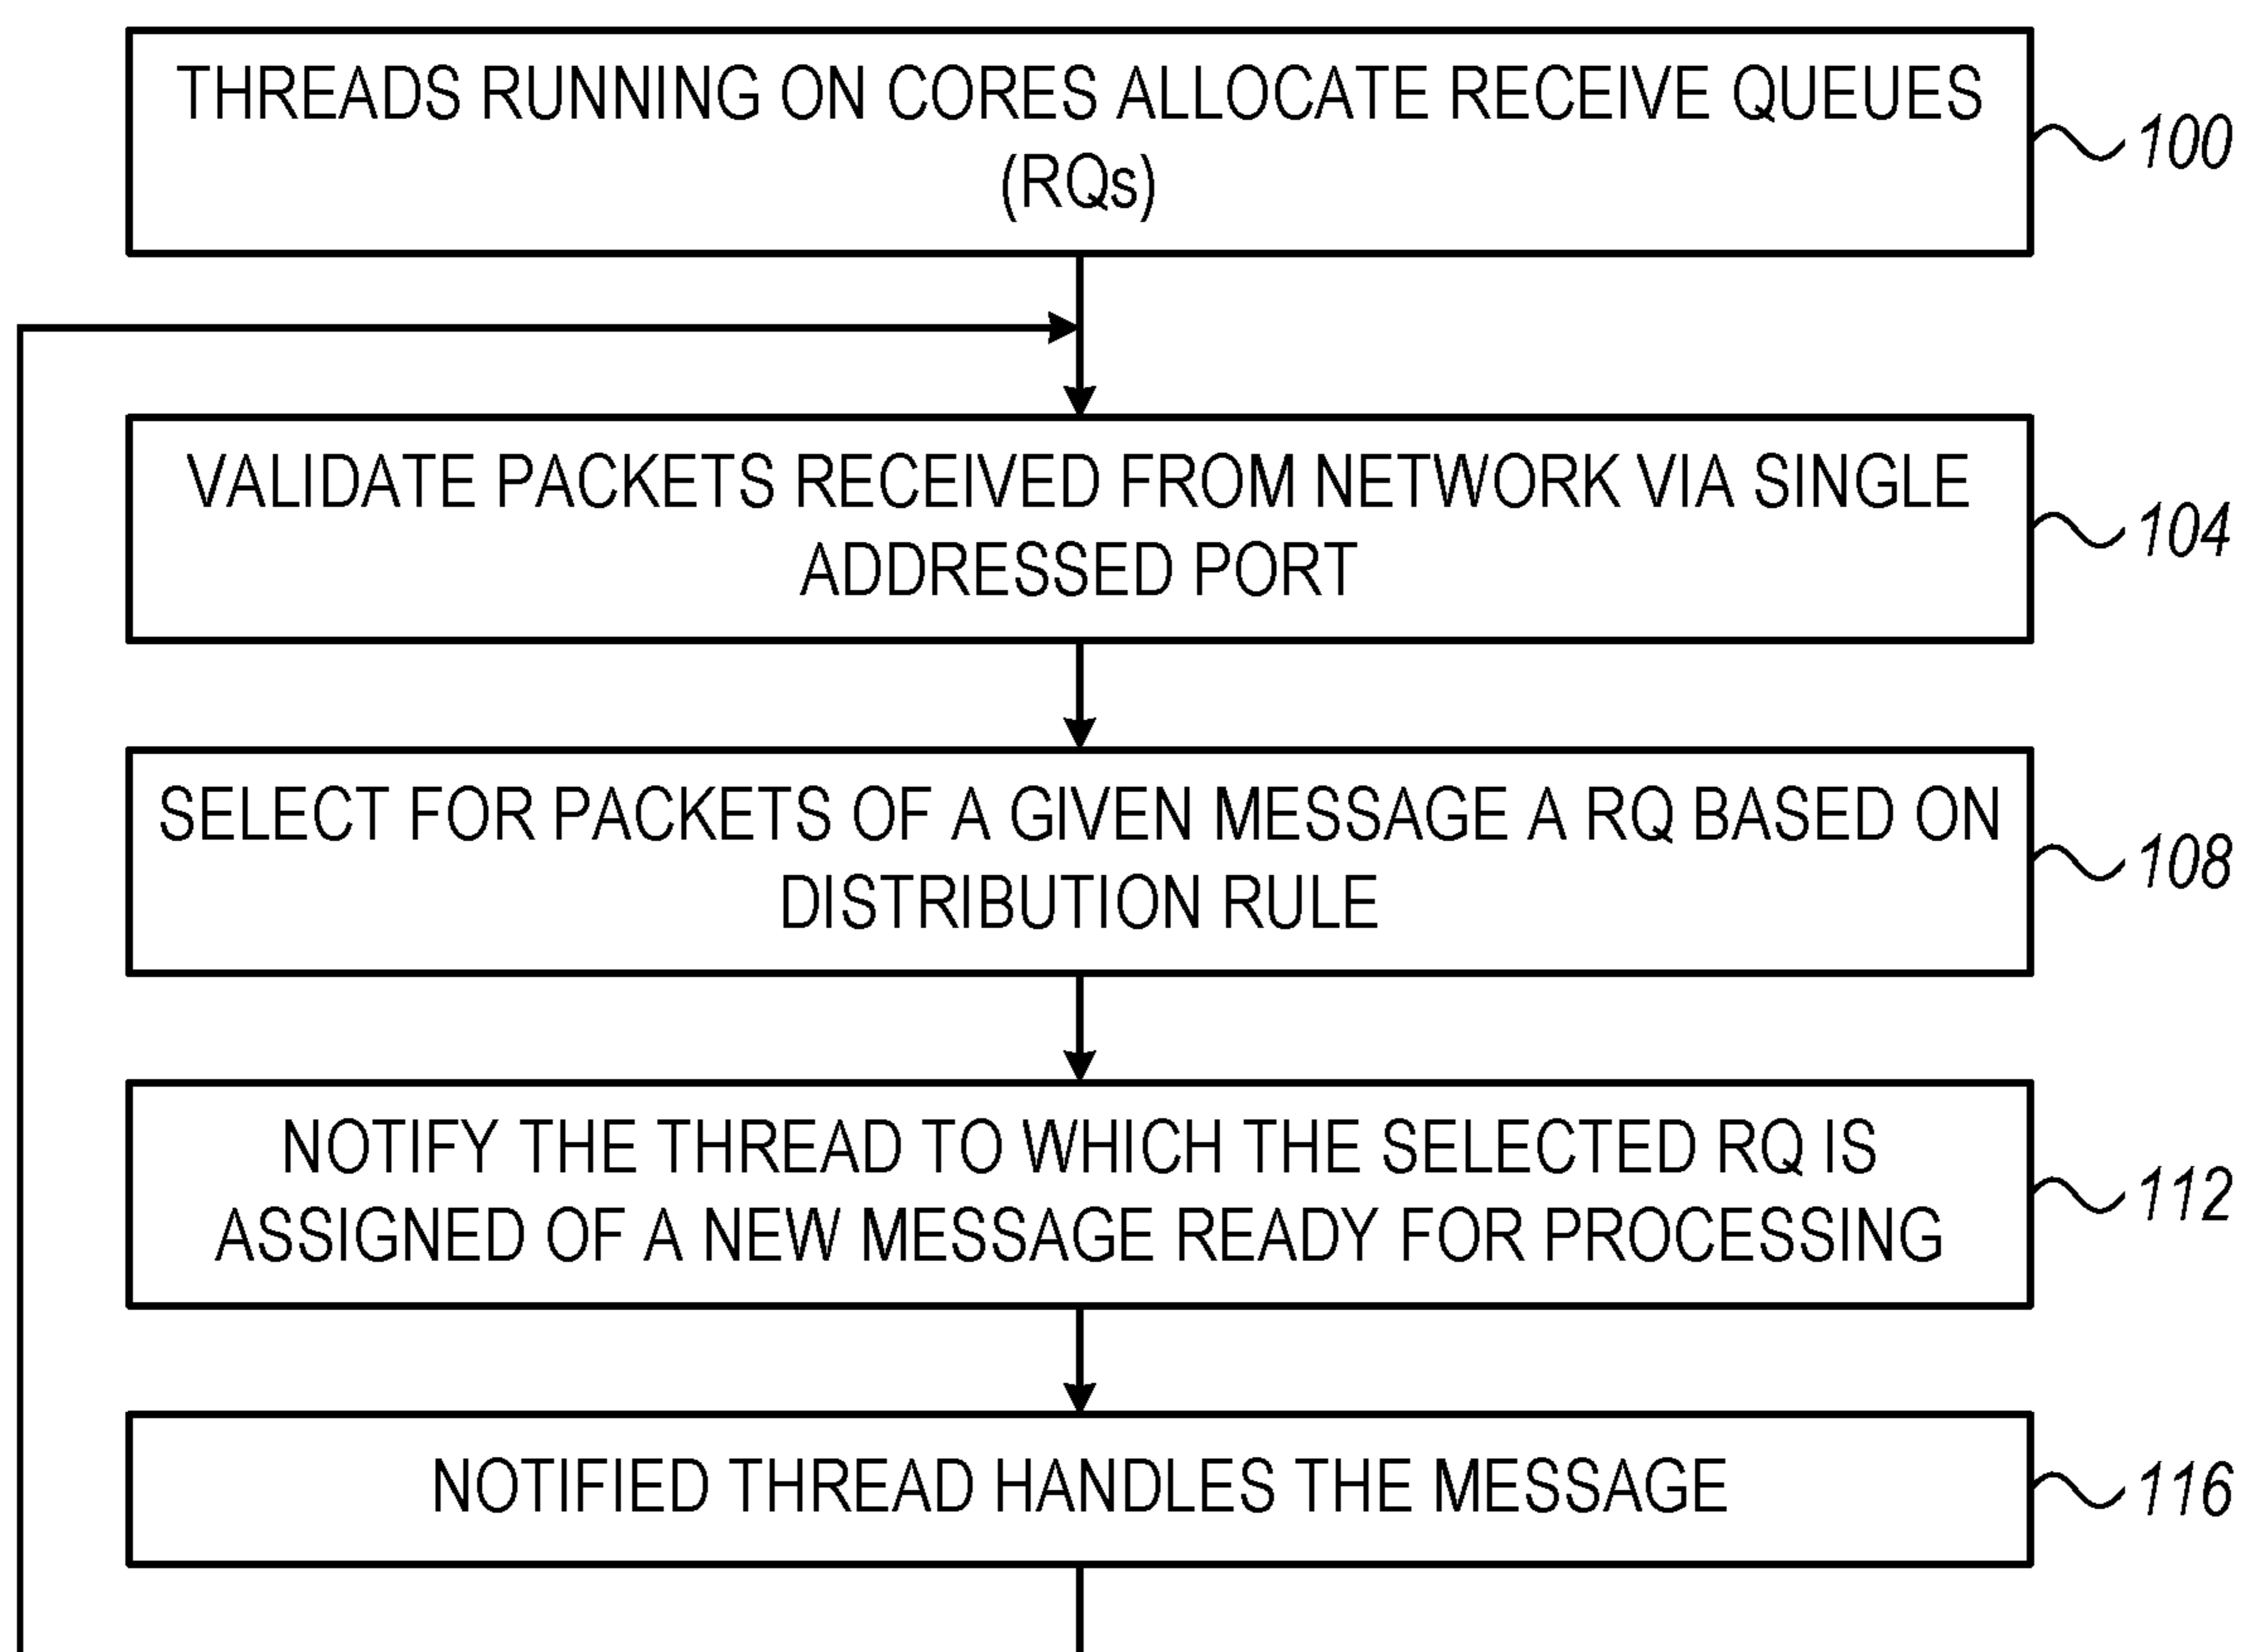 THREADS RUNNING ON CORES ALLOCATE RECEIVE QUEUES
(RQs)
100
VALIDATE PACKETS RECEIVED FROM NETWORK VIA SINGLE
ADDRESSED PORT
104
SELECT FOR PACKETS OF A GIVEN MESSAGE A RQ BASED ON
DISTRIBUTION RULE
108
NOTIFY THE THREAD TO WHICH THE SELECTED RQ IS
ASSIGNED OF A NEW MESSAGE READY FOR PROCESSING
112
NOTIFIED THREAD HANDLES THE MESSAGE
116